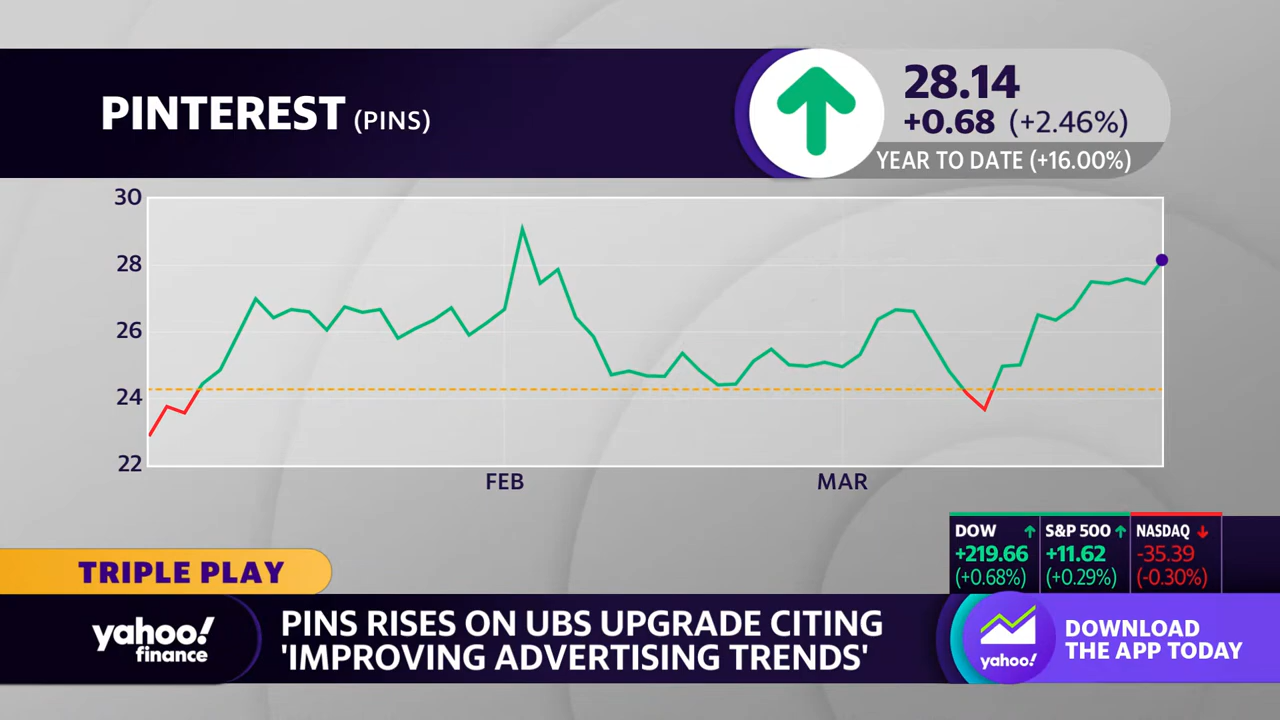 PINTEREST (PINS)
28.14
+0.68 (+2.46%)
YEAR TO DATE (+16.00%)
30
28
26
24
22
FEB MAR
DOW
+219.66
(+0.68%)
S&P 500
+11.62
(+0.29%)
NASDAQ
-35.39
(-0.30%)
TRIPLE PLAY
yahoo!
finance
PINS RISES ON UBS UPGRADE CITING
'IMPROVING ADVERTISING TRENDS'
yahoo!
DOWNLOAD
THE APP TODAY